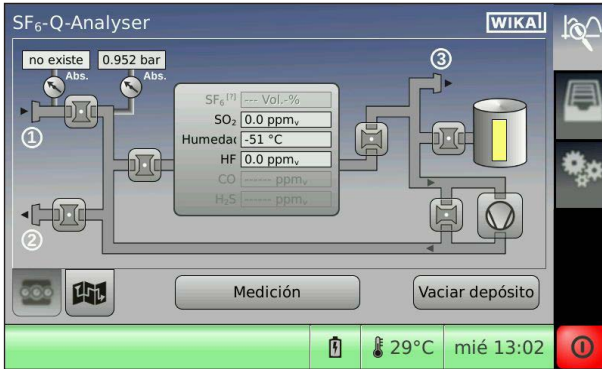 SF₆-Q-Analyser
WIKA
no existe
0.952 bar
Abs.
Abs.
③
SF₆ [?] --- Vol.-%
①
SO₂ 0.0 ppmᵥ
Humedac -51 °C
HF 0.0 ppmᵥ
CO ------ ppmᵥ
H₂S ------ ppmᵥ
②
Medición
Vaciar depósito
29°C
mié 13:02